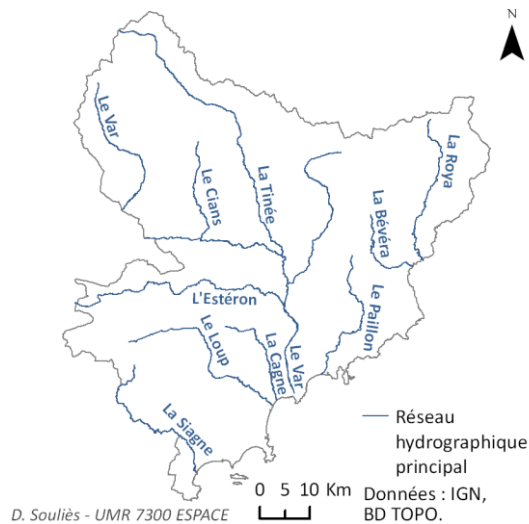 N
Le Var
La Roya
Le Cians
La Tinée
La Bévéra
L'Estéron
Le Paillon
Le Loup
La Cagne
Le Var
La Siagne
Réseau
hydrographique
principal
0 5 10 Km
Données : IGN,
BD TOPO.
D. Souliès - UMR 7300 ESPACE